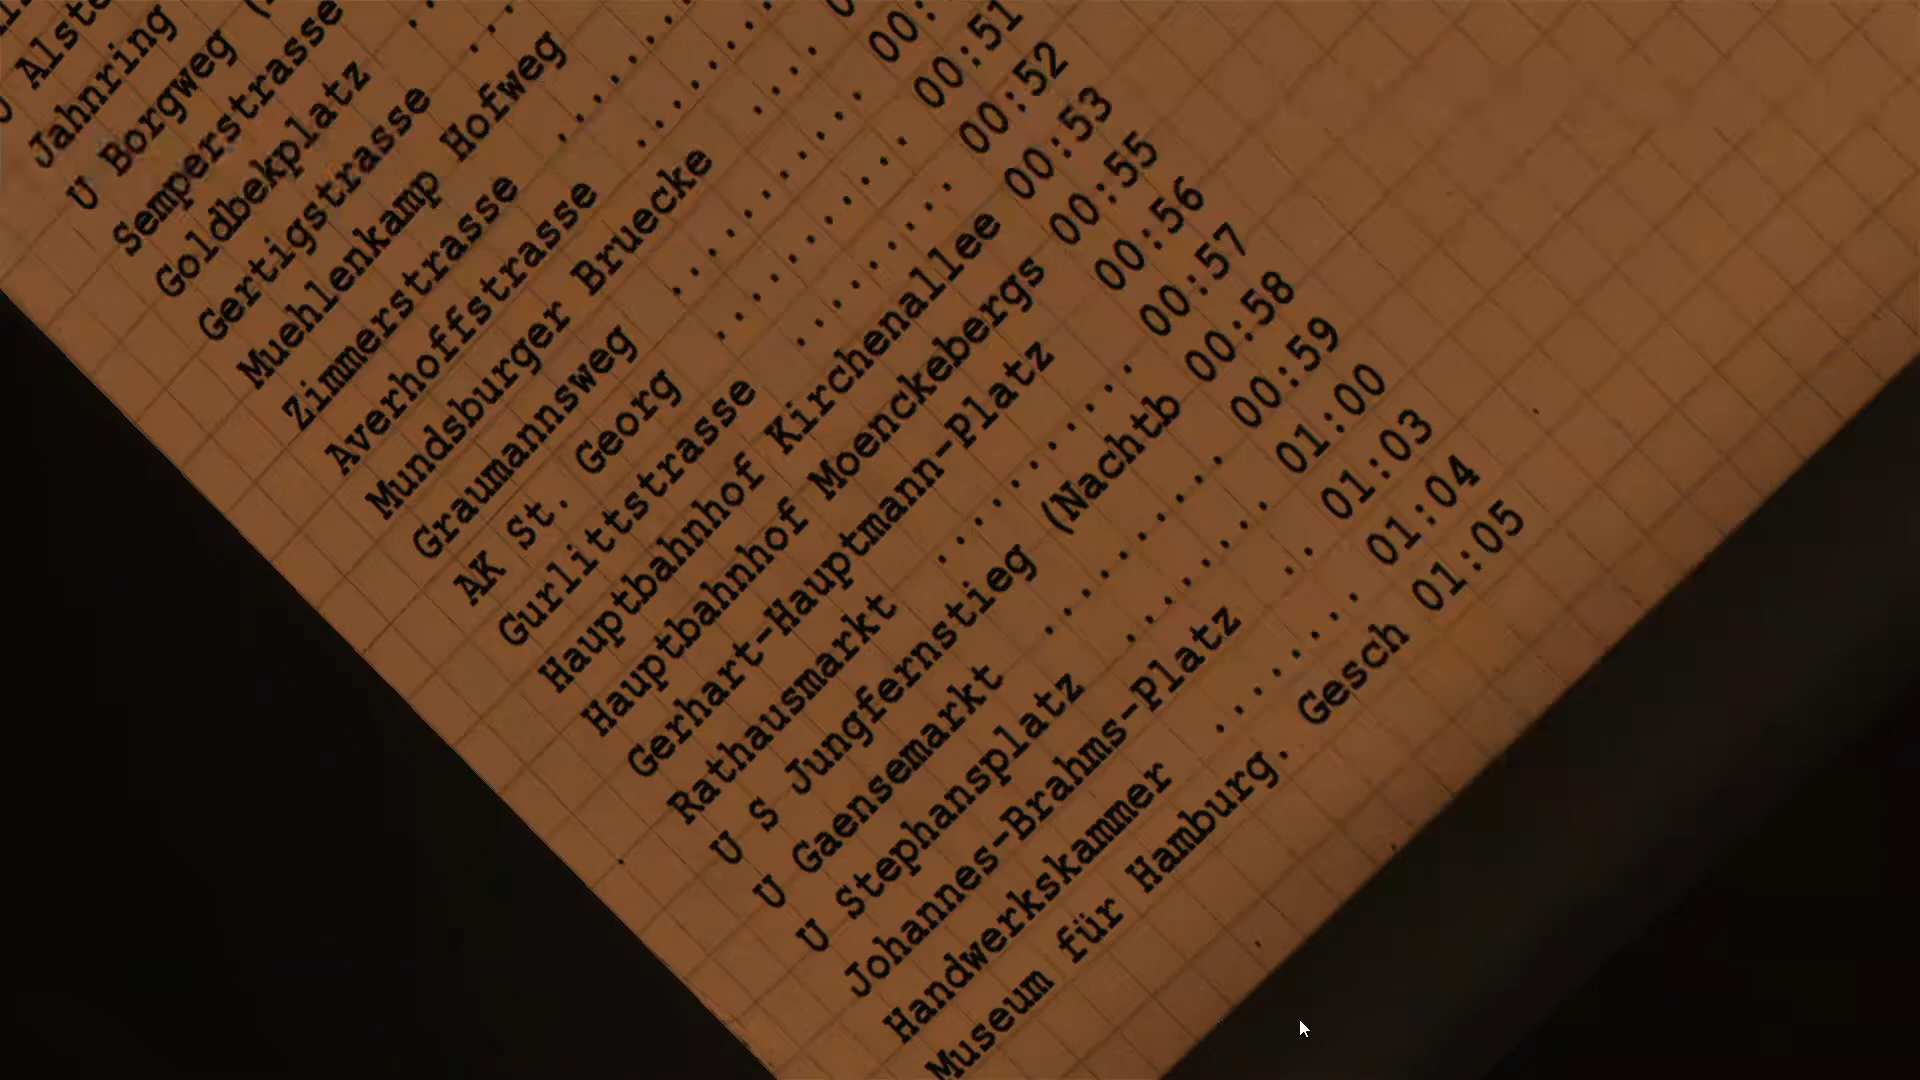 Alste
Jahnring
U Borgweg (
Semperstrasse
Goldbekplatz ..
Gertigstrasse ...
Muehlenkamp Hofweg
Zimmerstrasse .......
Averhoffstrasse ........
Mundsburger Bruecke .... 0
Graumannsweg ........... 00:
AK St. Georg ........... 00:51
Gurlittstrasse ......... 00:52
Hauptbahnhof Kirchenallee 00:53
Hauptbahnhof Moenckebergs 00:55
Gerhart-Hauptmann-Platz 00:56
Rathausmarkt ........... 00:57
U S Jungfernstieg (Nachtb 00:58
U Gaensemarkt .......... 00:59
U Stephansplatz ........ 01:00
Johannes-Brahms-Platz .. 01:03
Handwerkskammer ........ 01:04
Museum für Hamburg. Gesch 01:05